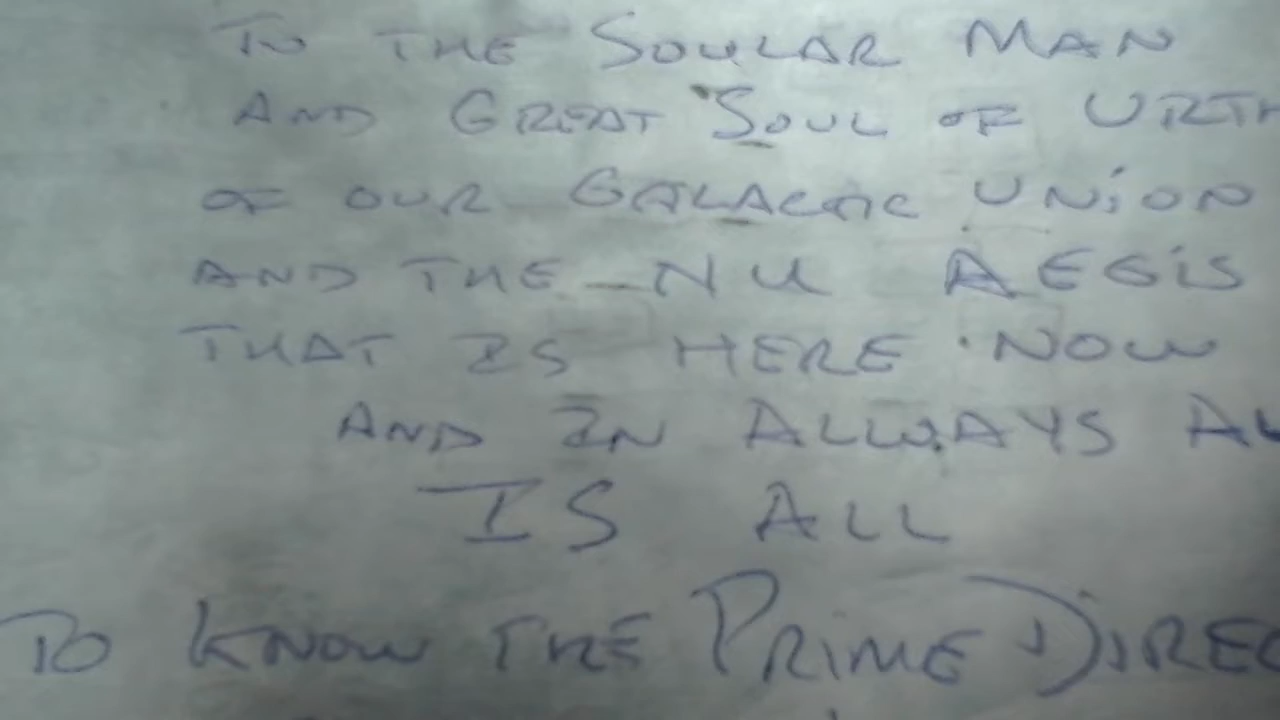 To THE SOULAR MAN
AND GREAT SOUL OF URTH
OF OUR GALACTIC UNiON
AND THE NU AEGiS
THAT IS HERE NOW
AND IN ALLWAYS AL
IS ALL
TO KNOW THE PRiME DIREC